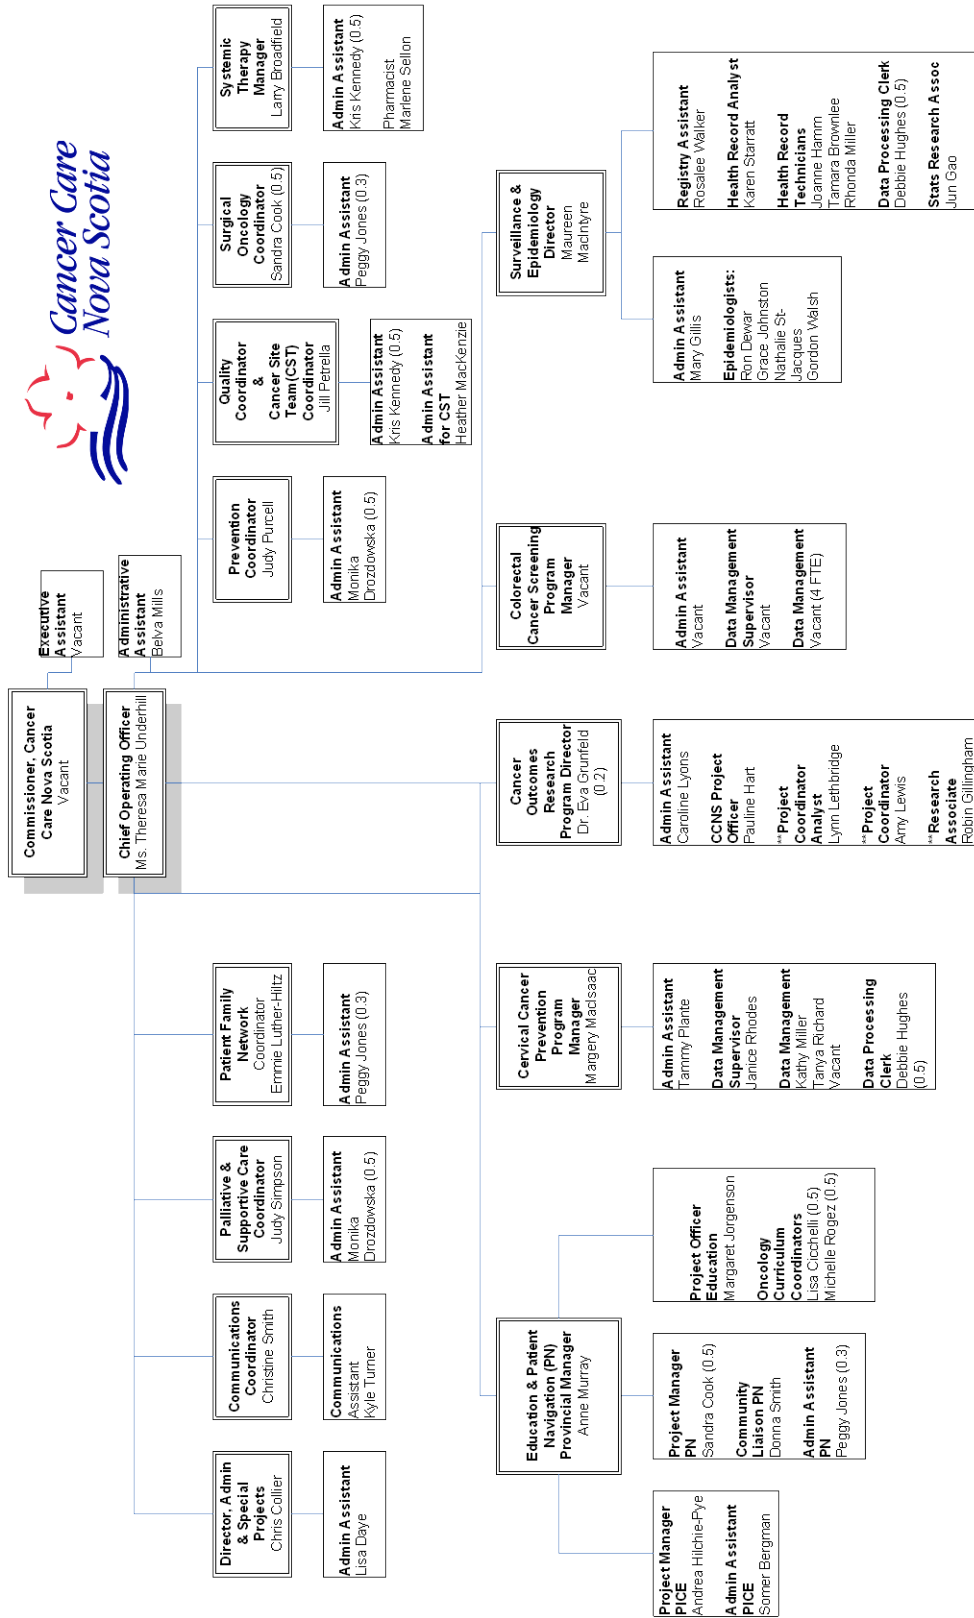 Cancer Care
Nova Scotia
Commissioner, Cancer
Care Nova Scotia
Vacant
Executive
Assistant
Vacant
Chief Operating Officer
Ms. Theresa Marie Underhill
Administrative
Assistant
Belva Mills
Director, Admin
& Special
Projects
Chris Collier
Admin Assistant
Lisa Daye
Communications
Coordinator
Christine Smith
Communications
Assistant
Kyle Turner
Palliative &
Supportive Care
Coordinator
Judy Simpson
Admin Assistant
Monika
Drozdowska (0.5)
Patient Family
Network
Coordinator
Emmie Luther-Hiltz
Admin Assistant
Peggy Jones (0.3)
Prevention
Coordinator
Judy Purcell
Admin Assistant
Monika
Drozdowska (0.5)
Quality
Coordinator
&
Cancer Site
Team(CST)
Coordinator
Jill Petrella
Admin Assistant
Kris Kennedy (0.5)
Admin Assistant
for CST
Heather MacKenzie
Surgical
Oncology
Coordinator
Sandra Cook (0.5)
Admin Assistant
Peggy Jones (0.3)
Systemic
Therapy
Manager
Larry Broadfield
Admin Assistant
Kris Kennedy (0.5)
Pharmacist
Marlene Sellon
Education & Patient
Navigation (PN)
Provincial Manager
Anne Murray
Project Manager
PICE
Andrea Hilchie-Pye
Admin Assistant
PICE
Somer Bergman
Project Manager
PN
Sandra Cook (0.5)
Community
Liaison PN
Donna Smith
Admin Assistant
PN
Peggy Jones (0.3)
Project Officer
Education
Margaret Jorgenson
Oncology
Curriculum
Coordinators
Lisa Cicchelli (0.5)
Michelle Rogez (0.5)
Cervical Cancer
Prevention
Program
Manager
Margery MacIsaac
Admin Assistant
Tammy Plante
Data Management
Supervisor
Janice Rhodes
Data Management
Kathy Miller
Tanya Richard
Vacant
Data Processing
Clerk
Debbie Hughes
(0.5)
Cancer
Outcomes
Research
Program Director
Dr. Eva Grunfeld
(0.2)
Admin Assistant
Caroline Lyons
CCNS Project
Officer
Pauline Hart
**Project
Coordinator
Analyst
Lynn Lethbridge
**Project
Coordinator
Amy Lewis
**Research
Associate
Robin Gillingham
Colorectal
Cancer Screening
Program
Manager
Vacant
Admin Assistant
Vacant
Data Management
Supervisor
Vacant
Data Management
Vacant (4 FTE)
Surveillance &
Epidemiology
Director
Maureen
MacIntyre
Admin Assistant
Mary Gillis
Epidemiologists:
Ron Dewar
Grace Johnston
Nathalie St-
Jacques
Gordon Walsh
Registry Assistant
Rosalee Walker
Health Record Analyst
Karen Starratt
Health Record
Technicians
Joanne Hamm
Tamara Brownlee
Rhonda Miller
Data Processing Clerk
Debbie Hughes (0.5)
Stats Research Assoc
Jun Gao